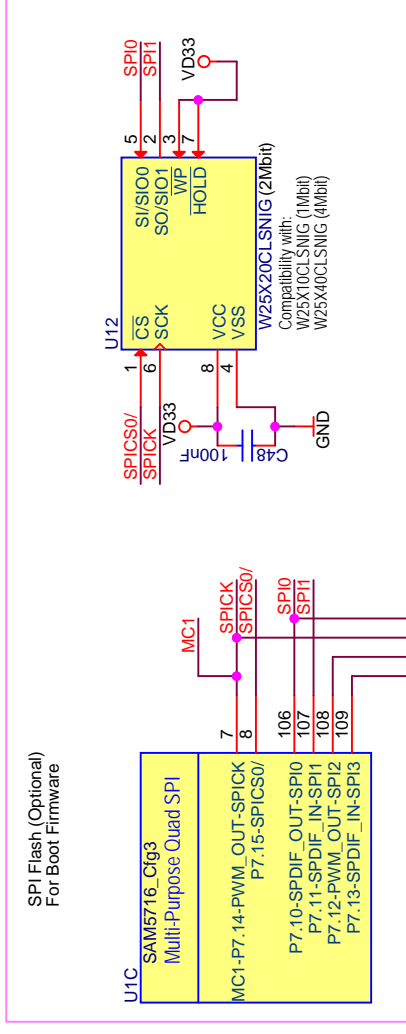 SPI Flash (Optional)
For Boot Firmware
U1C
SAM5716_Cfg3
Multi-Purpose Quad SPI
MC1-P7.14-PWM_OUT-SPICK
P7.15-SPICS0/
P7.10-SPDIF_OUT-SPI0
P7.11-SPDIF_IN-SPI1
P7.12-PWM_OUT-SPI2
P7.13-SPDIF_IN-SPI3
7
8
106
107
108
109
MC1
SPICK
SPICS0/
SPI0
SPI1
SPICS0/
SPICK
1
6
VD33
8
4
100nF
C48
GND
U12
CS
SCK
VCC
VSS
SI/SIO0
SO/SIO1
WP
HOLD
5
2
3
7
SPI0
SPI1
VD33
W25X20CLSNIG (2Mbit)
Compatibility with:
W25X10CLSNIG (1Mbit)
W25X40CLSNIG (4Mbit)